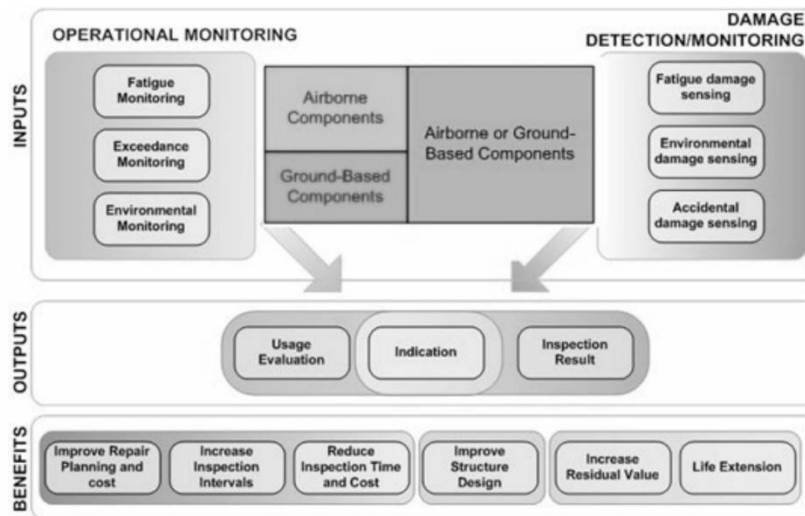 OPERATIONAL MONITORING
DAMAGE
DETECTION/MONITORING
INPUTS
Fatigue
Monitoring
Exceedance
Monitoring
Environmental
Monitoring
Airborne
Components
Ground-Based
Components
Airborne or Ground-
Based Components
Fatigue damage
sensing
Environmental
damage sensing
Accidental
damage sensing
OUTPUTS
Usage
Evaluation
Indication
Inspection
Result
BENEFITS
Improve Repair
Planning and
cost
Increase
Inspection
Intervals
Reduce
Inspection Time
and Cost
Improve
Structure
Design
Increase
Residual Value
Life Extension